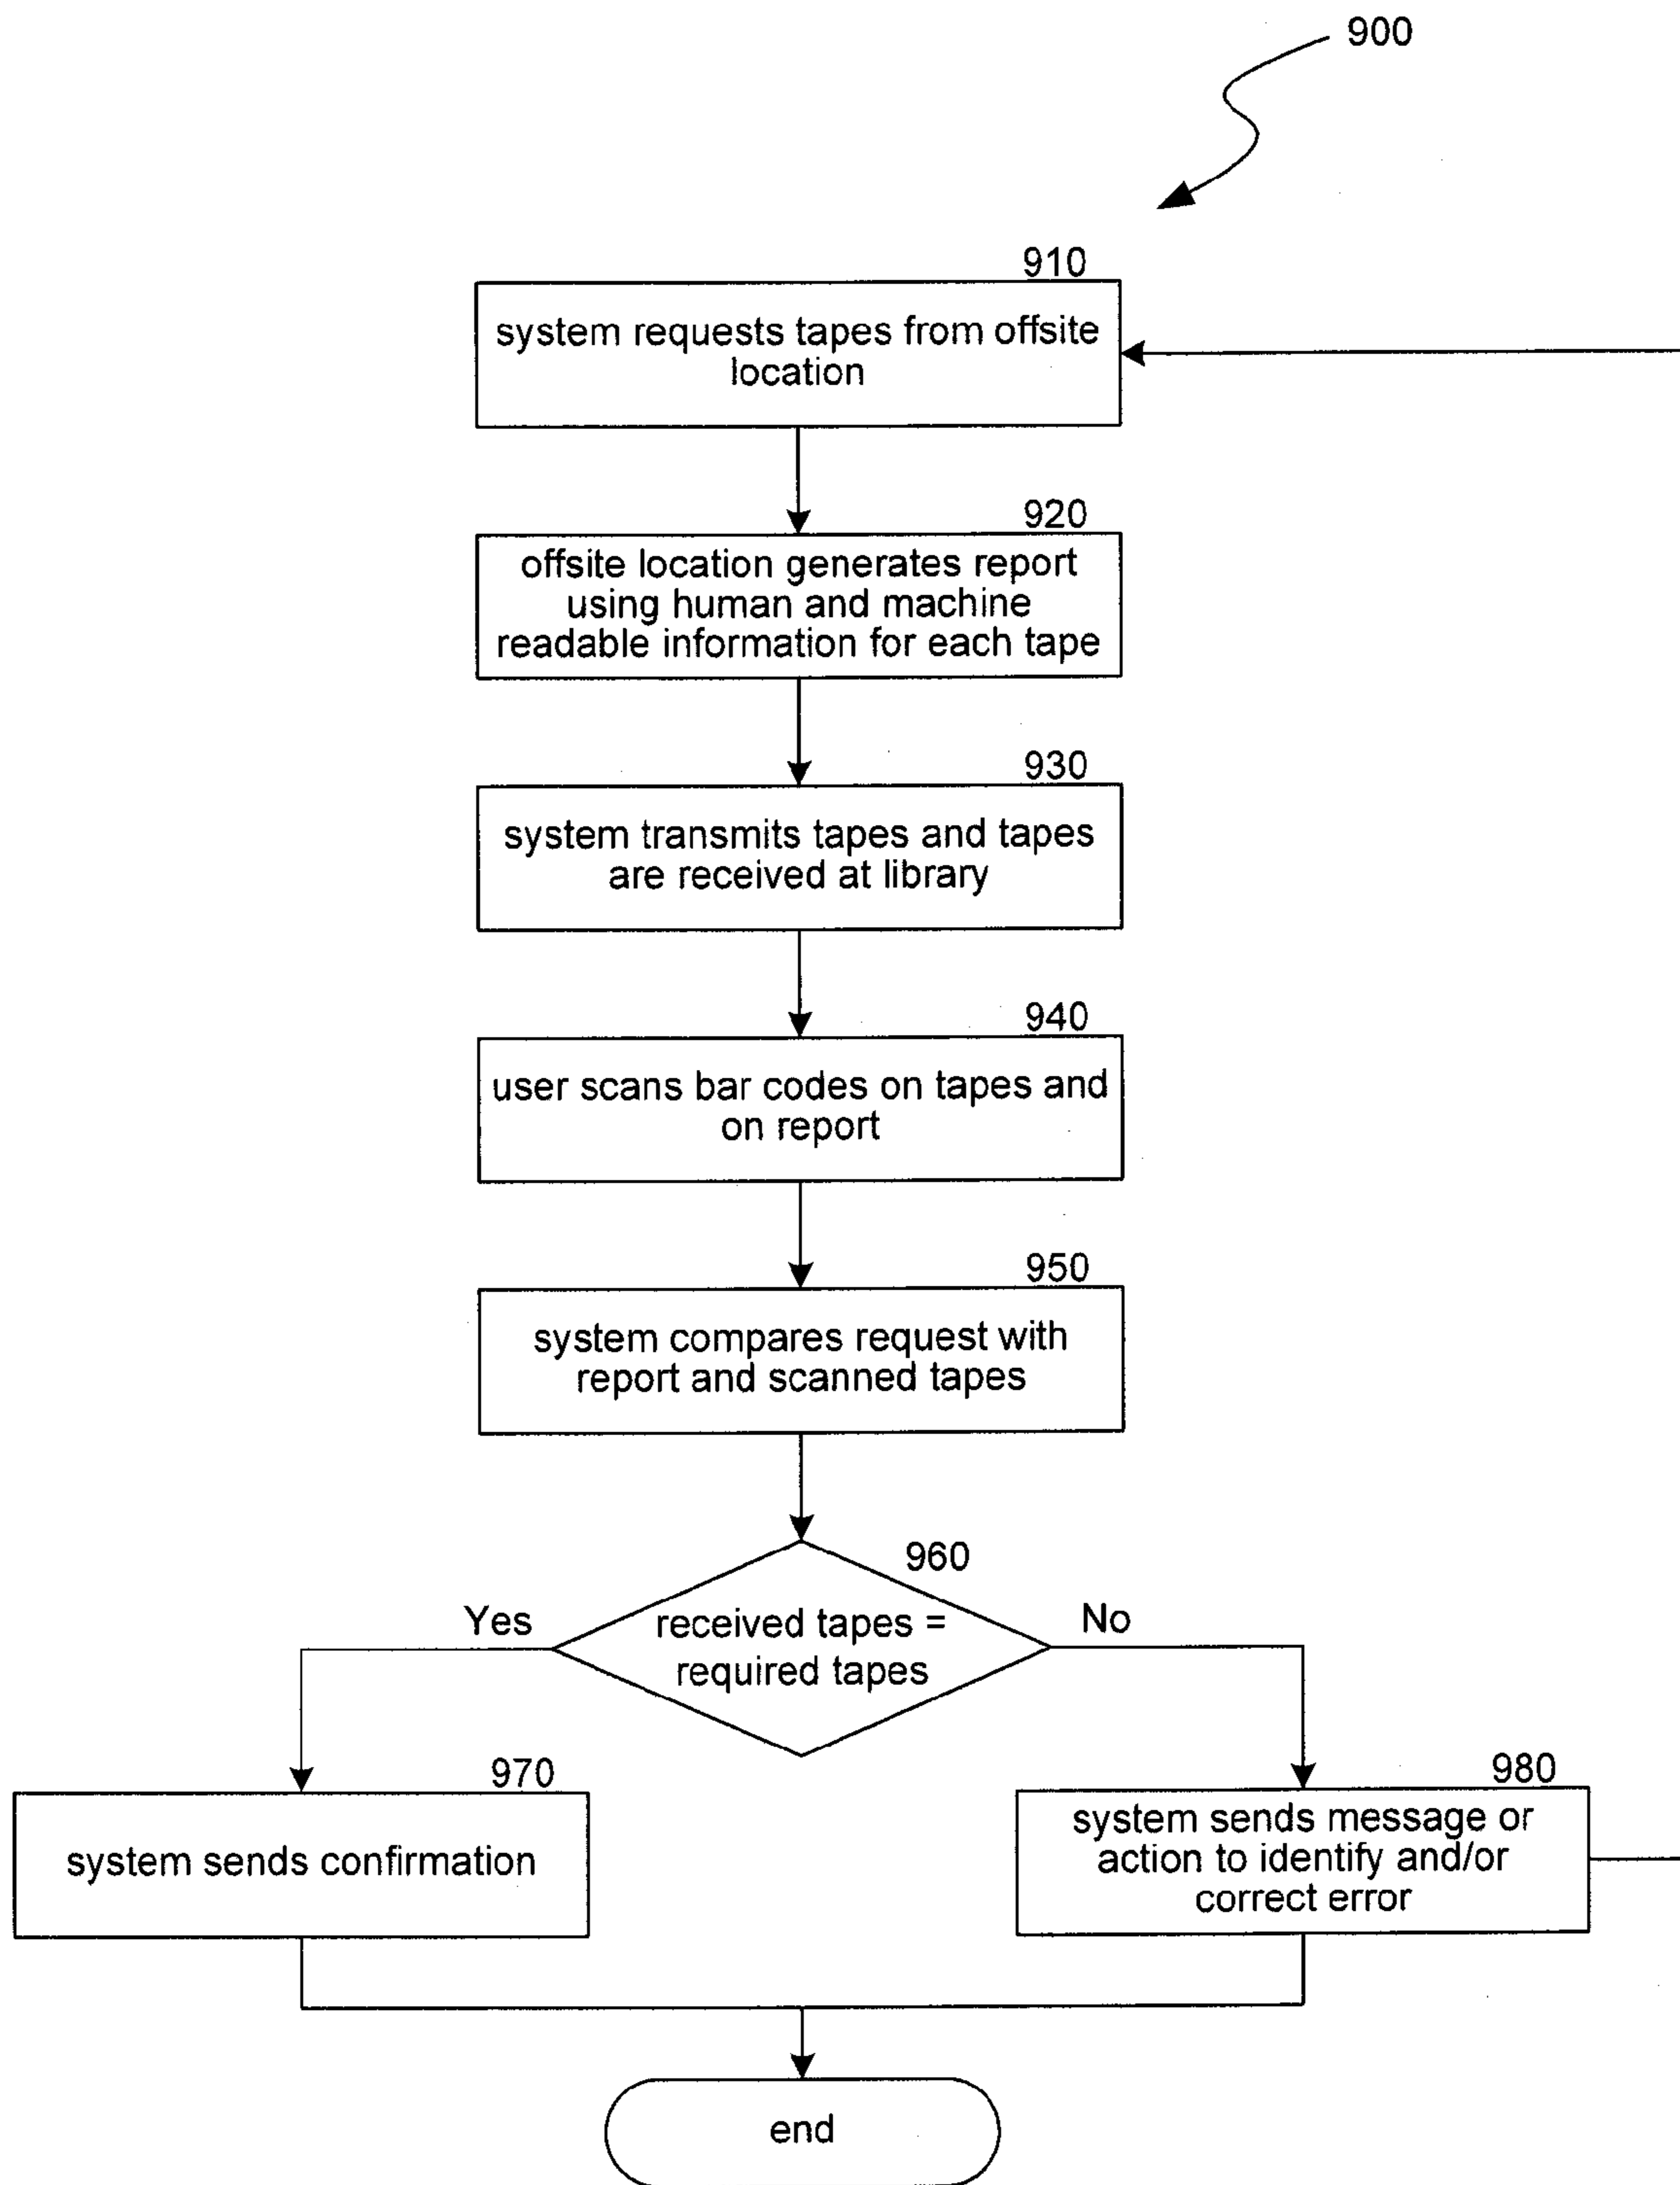 900
910
system requests tapes from offsite
location
920
offsite location generates report
using human and machine
readable information for each tape
930
system transmits tapes and tapes
are received at library
940
user scans bar codes on tapes and
on report
950
system compares request with
report and scanned tapes
960
Yes
received tapes =
required tapes
No
970
system sends confirmation
980
system sends message or
action to identify and/or
correct error
end